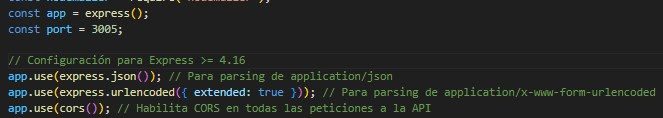 const app = express();
const port = 3005;
// Configuración para Express >= 4.16
app.use(express.json()); // Para parsing de application/json
app.use(express.urlencoded({ extended: true })); // Para parsing de application/x-www-form-urlencoded
app.use(cors()); // Habilita CORS en todas las peticiones a la API